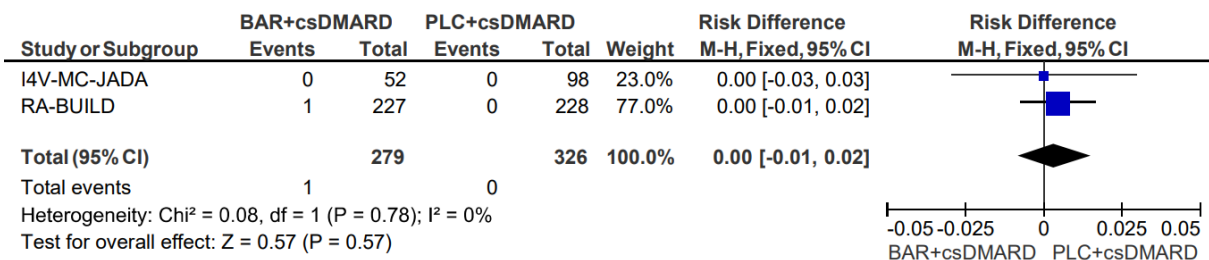 BAR+csDMARD PLC+csDMARD Risk Difference Risk Difference
Study or Subgroup Events Total Events Total Weight M-H, Fixed, 95% CI M-H, Fixed, 95% CI
I4V-MC-JADA 0 52 0 98 23.0% 0.00 [-0.03, 0.03]
RA-BUILD 1 227 0 228 77.0% 0.00 [-0.01, 0.02]
Total (95% CI) 279 326 100.0% 0.00 [-0.01, 0.02]
Total events 1 0
Heterogeneity: Chi² = 0.08, df = 1 (P = 0.78); I² = 0%
Test for overall effect: Z = 0.57 (P = 0.57)
-0.05 -0.025 0 0.025 0.05
BAR+csDMARD PLC+csDMARD